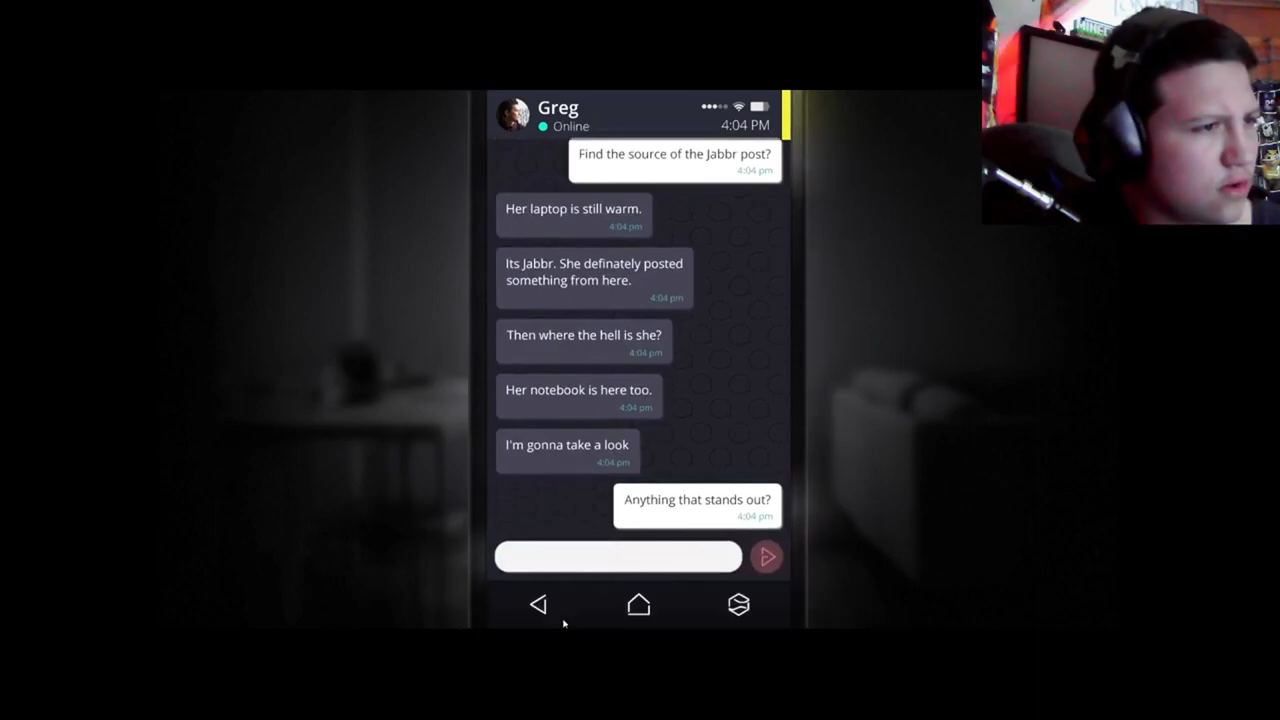 Greg
Online
4:04 PM
Find the source of the Jabbr post?
4:04 pm
Her laptop is still warm.
4:04 pm
Its Jabbr. She definately posted
something from here.
4:04 pm
Then where the hell is she?
4:04 pm
Her notebook is here too.
4:04 pm
I'm gonna take a look
4:04 pm
Anything that stands out?
4:04 pm